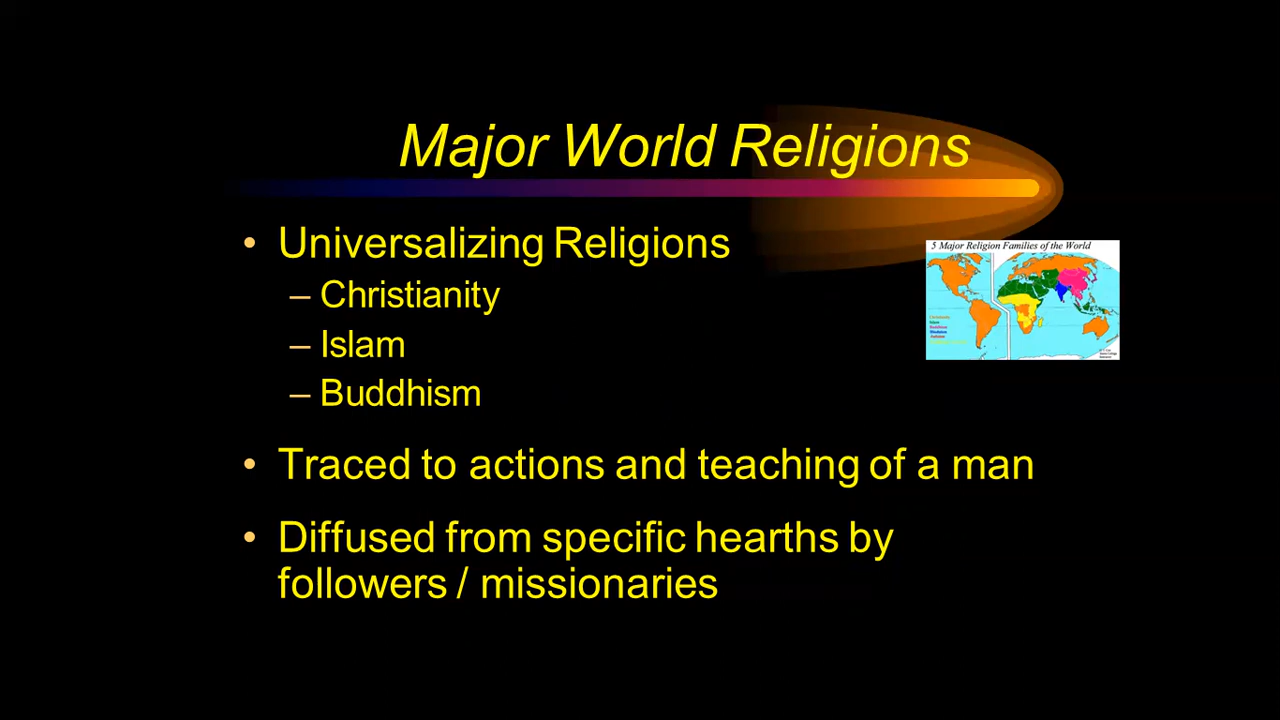 Major World Religions
• Universalizing Religions
– Christianity
– Islam
– Buddhism
• Traced to actions and teaching of a man
• Diffused from specific hearths by
followers / missionaries
5 Major Religion Families of the World